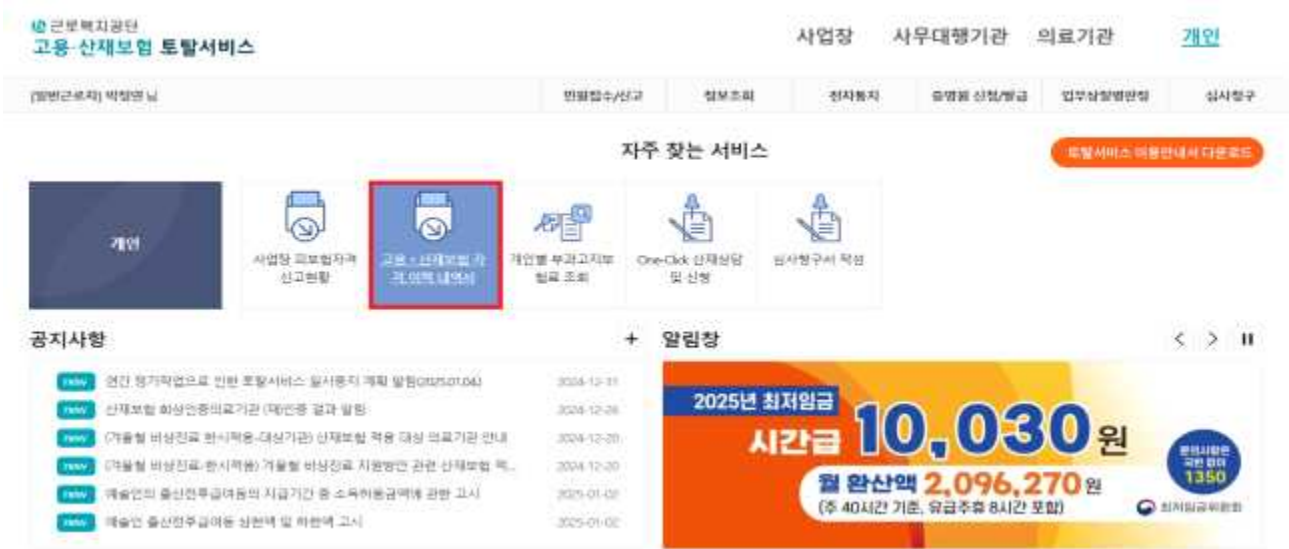 근로복지공단
고용·산재보험 토탈서비스
사업장 사무대행기관 의료기관 개인
[일반근로자] 님
민원접수/신고 정보조회 전자통지 증명원 신청/발급 업무상질병판정 심사청구
자주 찾는 서비스
토탈서비스 이용안내서 다운로드
개인
사업장 피보험자격
신고현황
고용·산재보험 자
격 이력 내역서
개인별 부과고지보
험료 조회
One-Click 산재상담
및 신청
심사청구서 작성
공지사항 +
new 연간 정기작업으로 인한 토탈서비스 일시중지 계획 알림(2025.01.04.) 2024-12-31
new 산재보험 화상인증의료기관 (재)인증 결과 알림 2024-12-26
new (겨울철 비상진료 한시적용-대상기관) 산재보험 적용 대상 의료기관 안내 2024-12-20
new (겨울철 비상진료-한시적용) 겨울철 비상진료 지원방안 관련 산재보험 적... 2024-12-20
new 예술인의 출산전후급여등의 지급기간 중 소득허용금액에 관한 고시 2025-01-02
new 예술인 출산전후급여등 상한액 및 하한액 고시 2025-01-02
알림창
2025년 최저임금
시간급 10,030원
월 환산액 2,096,270원
(주 40시간 기준, 유급주휴 8시간 포함)
문의사항은
국번 없이
1350
최저임금위원회